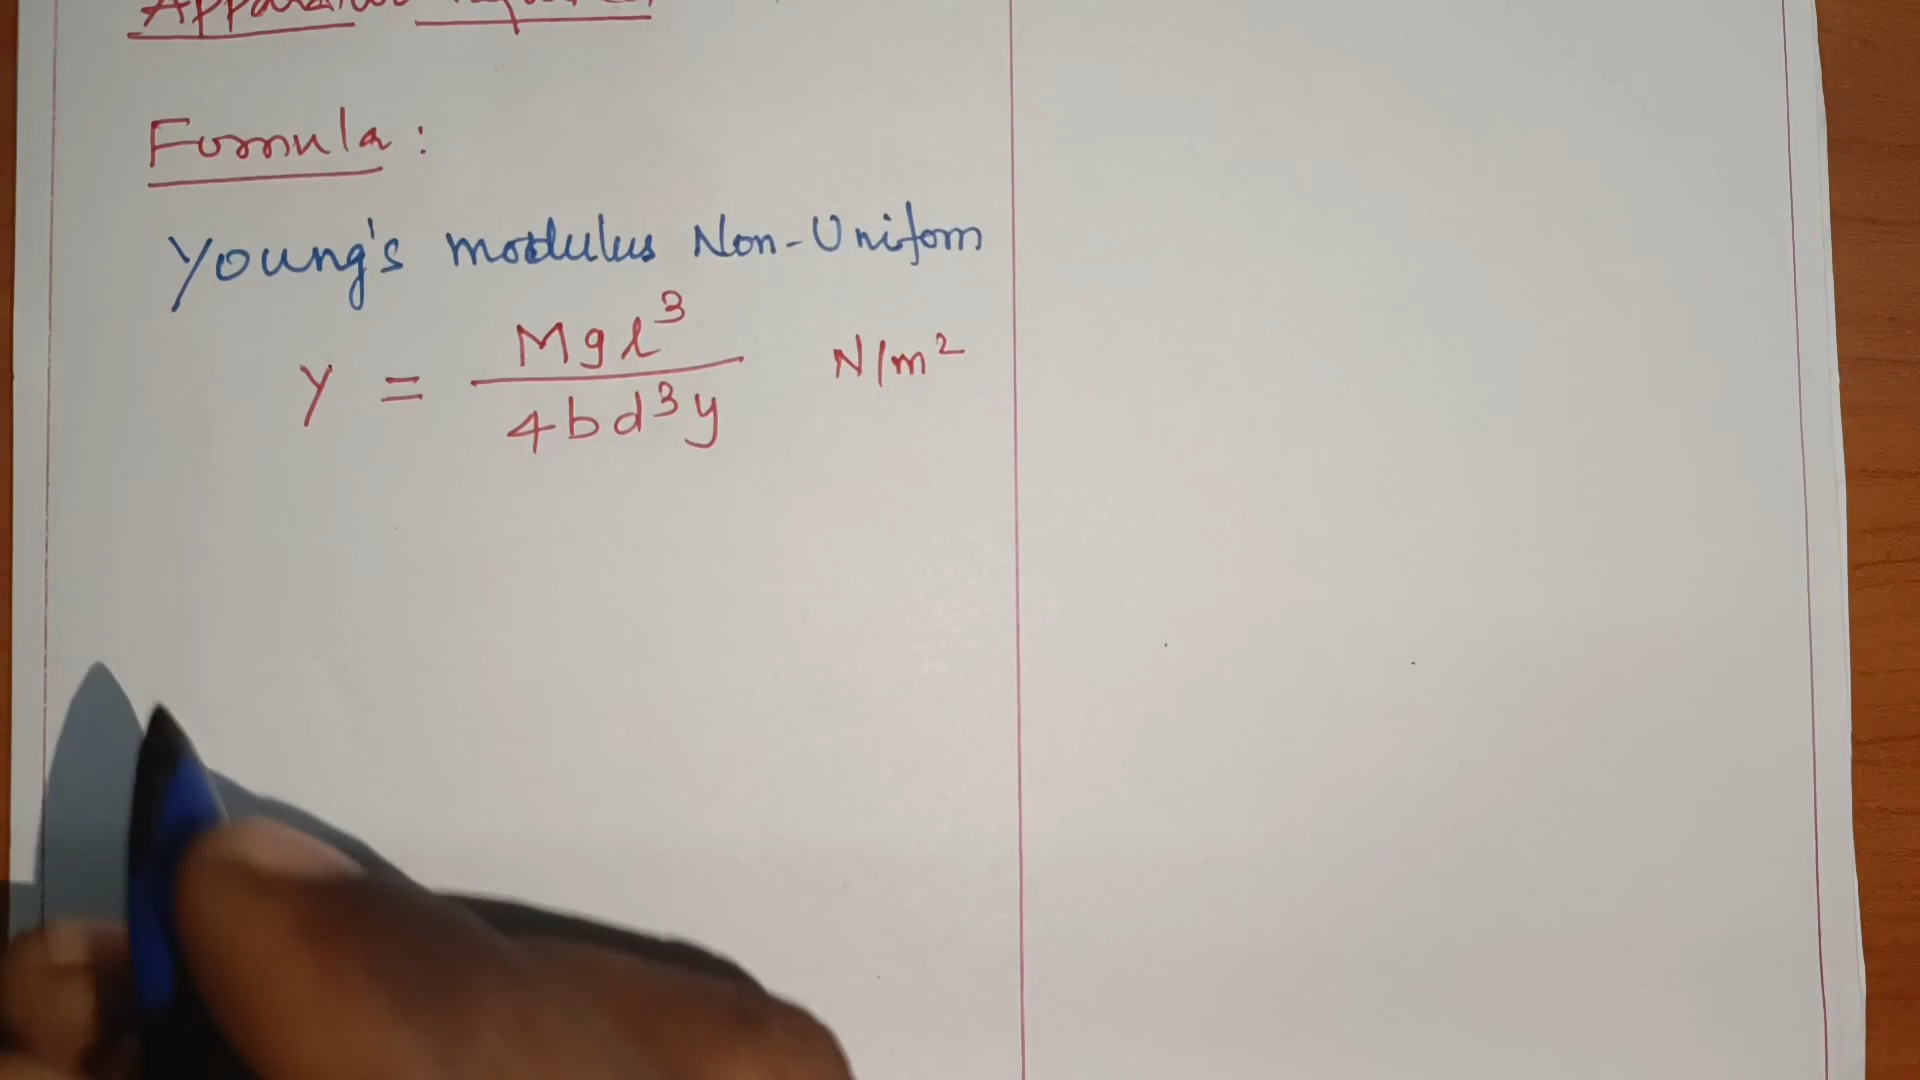 Formula :
Young's modulus Non-Uniform
Y = Mgl³ / 4bd³y N/m²